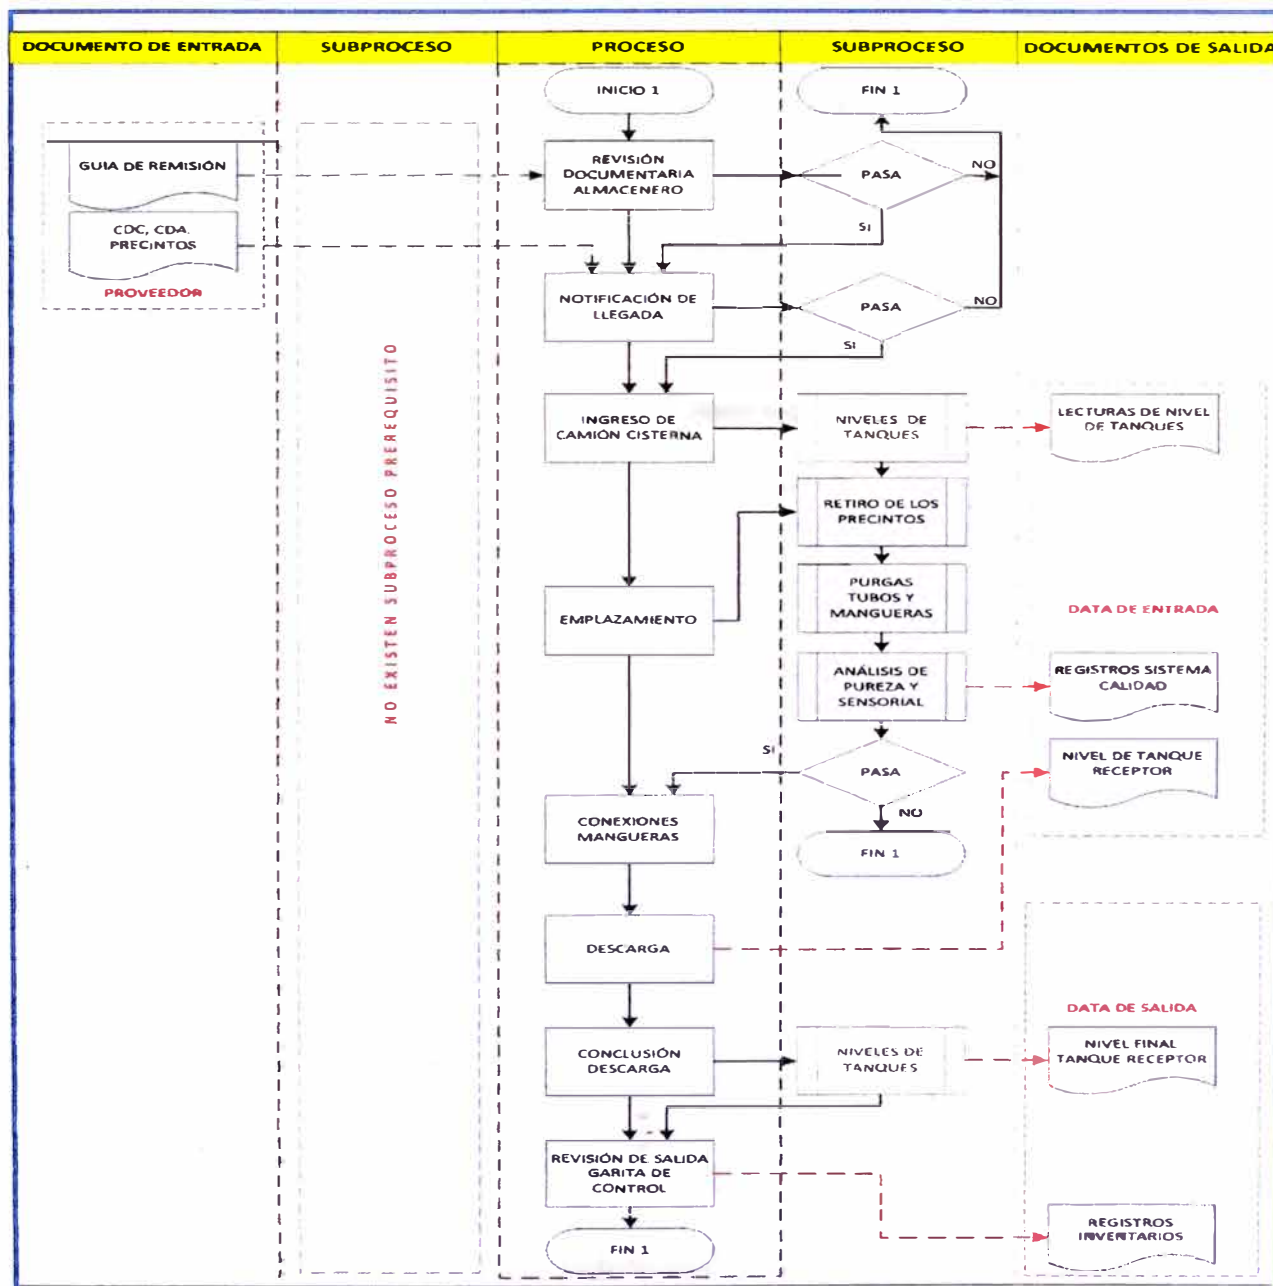 DOCUMENTO DE ENTRADA
SUBPROCESO
PROCESO
SUBPROCESO
DOCUMENTOS DE SALIDA
INICIO 1
FIN 1
GUIA DE REMISIÓN
REVISIÓN
DOCUMENTARIA
ALMACENERO
PASA
NO
SI
CDC, CDA.
PRECINTOS
PROVEEDOR
NOTIFICACIÓN DE
LLEGADA
PASA
NO
SI
NO EXISTEN SUBPROCESO PREREQUISITO
INGRESO DE
CAMIÓN CISTERNA
NIVELES DE
TANQUES
LECTURAS DE NIVEL
DE TANQUES
RETIRO DE LOS
PRECINTOS
EMPLAZAMIENTO
PURGAS
TUBOS Y
MANGUERAS
DATA DE ENTRADA
ANÁLISIS DE
PUREZA Y
SENSORIAL
REGISTROS SISTEMA
CALIDAD
SI
PASA
NO
NIVEL DE TANQUE
RECEPTOR
CONEXIONES
MANGUERAS
FIN 1
DESCARGA
DATA DE SALIDA
CONCLUSIÓN
DESCARGA
NIVELES DE
TANQUES
NIVEL FINAL
TANQUE RECEPTOR
REVISIÓN DE SALIDA
GARITA DE
CONTROL
REGISTROS
INVENTARIOS
FIN 1